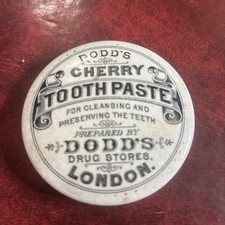 DODD'S
CHERRY
TOOTH PASTE
FOR CLEANSING AND
PRESERVING THE TEETH
PREPARED BY
DODD'S
DRUG STORES.
LONDON.